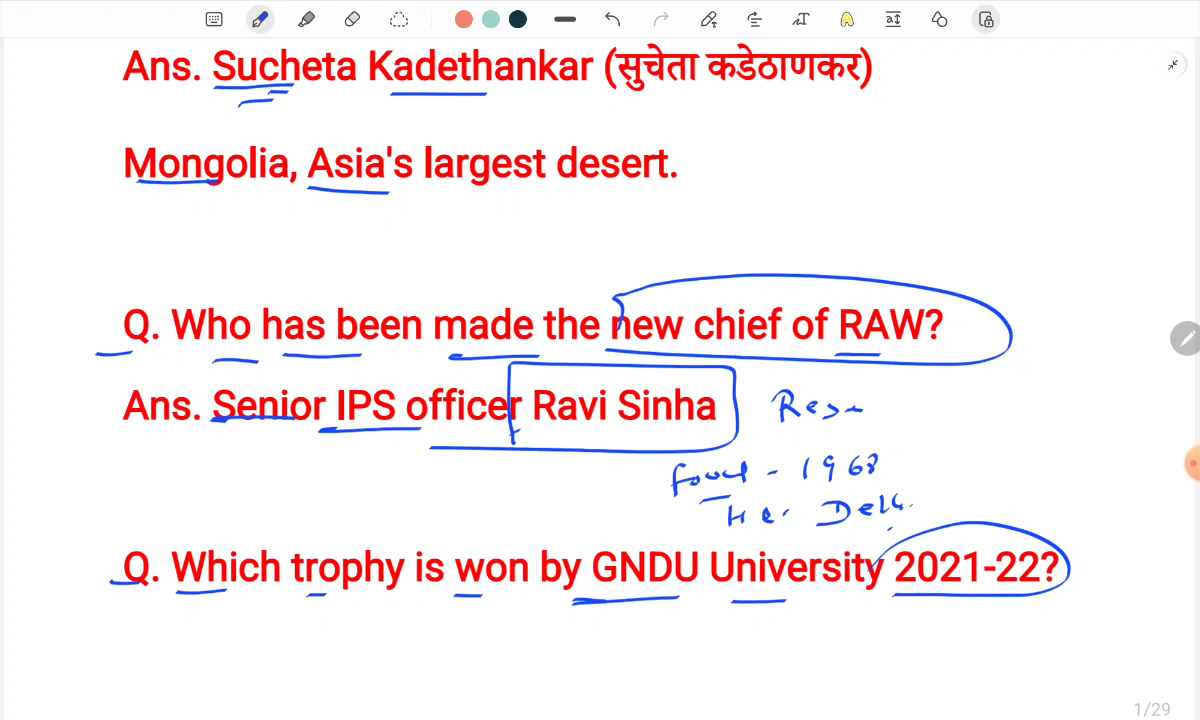 Ans. Sucheta Kadethankar (सुचेता कडेठाणकर)
Mongolia, Asia's largest desert.
Q. Who has been made the new chief of RAW?
Ans. Senior IPS officer Ravi Sinha
- 1968
Q. Which trophy is won by GNDU University 2021-22?
1/29